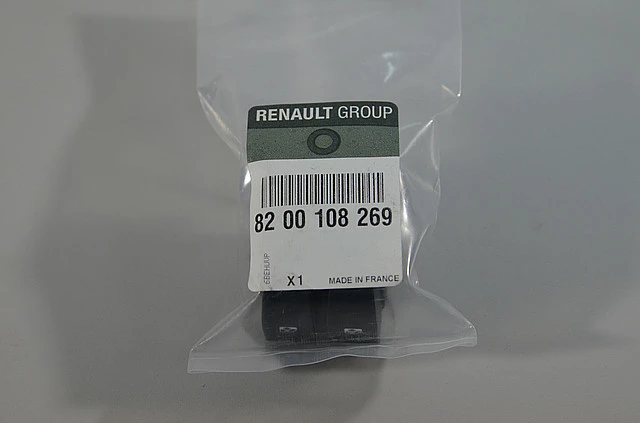 RENAULT GROUP
82 00 108 269
X1 MADE IN FRANCE